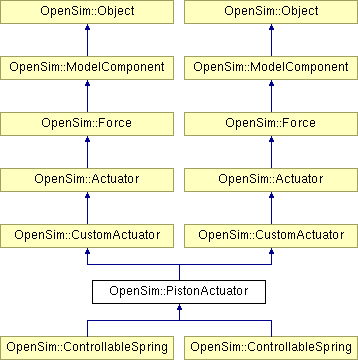 OpenSim::Object OpenSim::Object
OpenSim::ModelComponent OpenSim::ModelComponent
OpenSim::Force OpenSim::Force
OpenSim::Actuator OpenSim::Actuator
OpenSim::CustomActuator OpenSim::CustomActuator
OpenSim::PistonActuator
OpenSim::ControllableSpring OpenSim::ControllableSpring